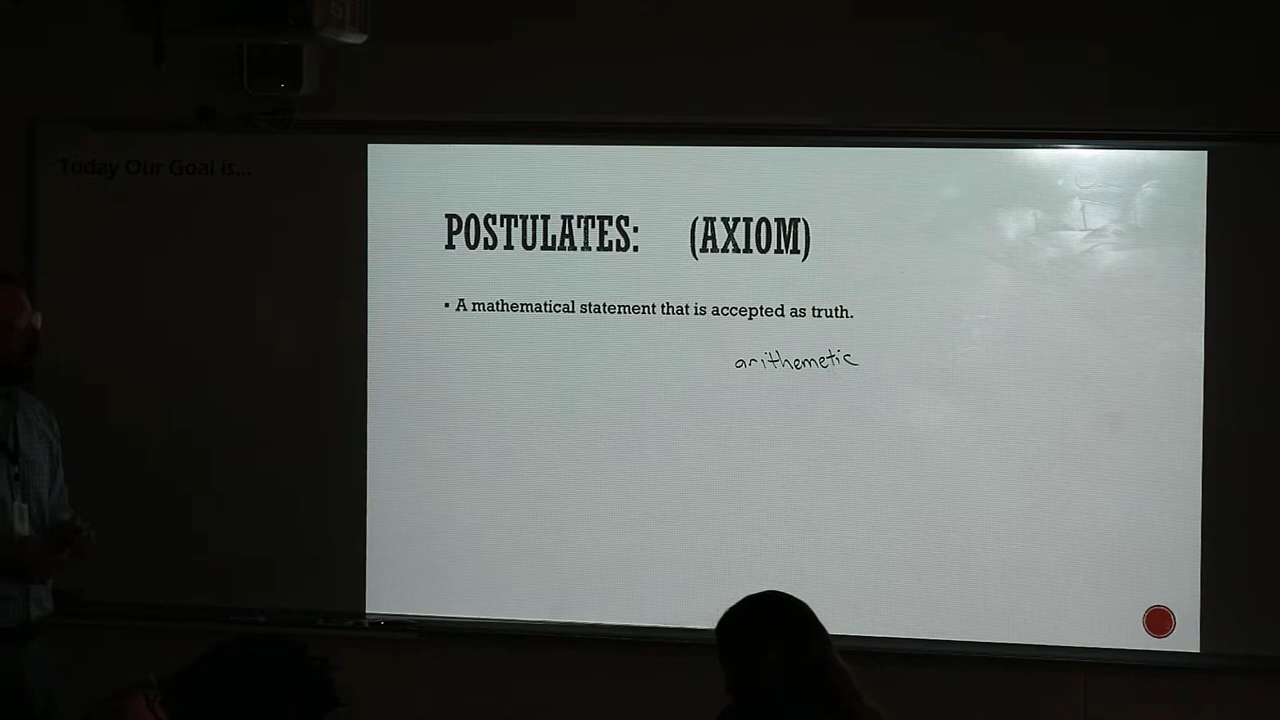 Today Our Goal is...
POSTULATES: (AXIOM)
▪ A mathematical statement that is accepted as truth.
arithemetic